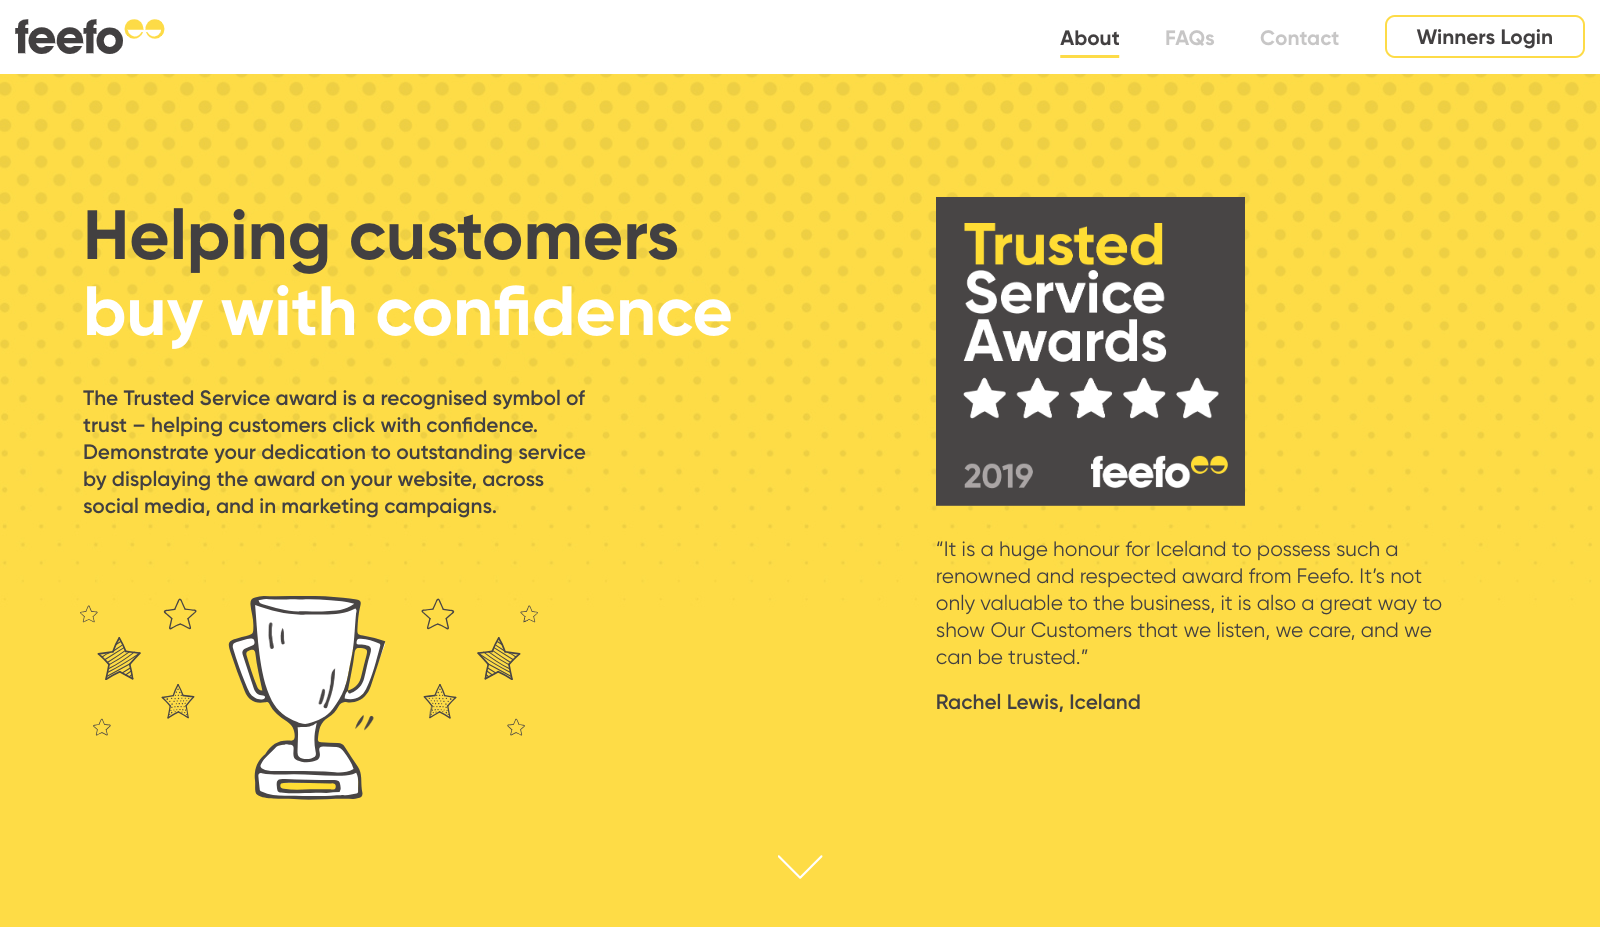 feefo
About
FAQs
Contact
Winners Login
Helping customers
buy with confidence
The Trusted Service award is a recognised symbol of
trust – helping customers click with confidence.
Demonstrate your dedication to outstanding service
by displaying the award on your website, across
social media, and in marketing campaigns.
Trusted
Service
Awards
2019
feefo
“It is a huge honour for Iceland to possess such a
renowned and respected award from Feefo. It’s not
only valuable to the business, it is also a great way to
show Our Customers that we listen, we care, and we
can be trusted.”
Rachel Lewis, Iceland